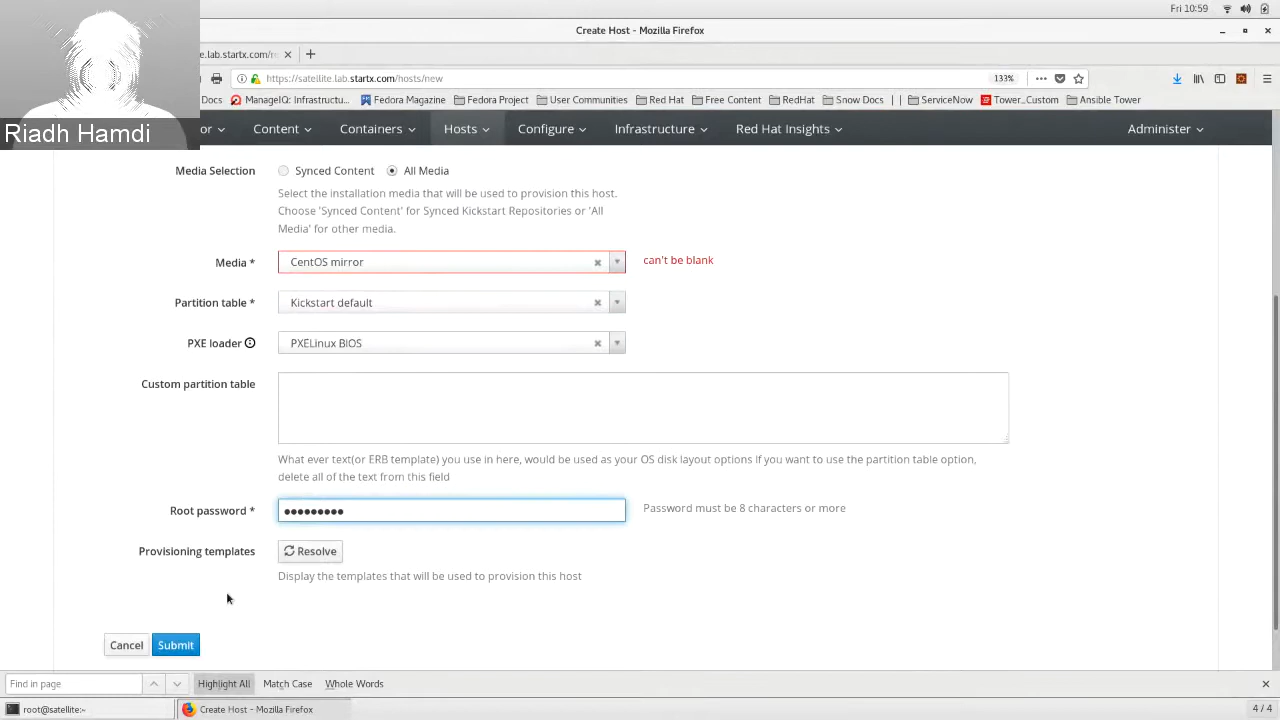 Fri 10:59
Create Host - Mozilla Firefox
e.lab.startx.com/re
https://satellite.lab.startx.com/hosts/new
133%
Docs ManageIQ: Infrastructu... Fedora Magazine Fedora Project User Communities Red Hat Free Content RedHat Snow Docs ServiceNow Tower_Custom Ansible Tower
Riadh Hamdi
or Content Containers Hosts Configure Infrastructure Red Hat Insights Administer
Media Selection Synced Content All Media
Select the installation media that will be used to provision this host.
Choose 'Synced Content' for Synced Kickstart Repositories or 'All
Media' for other media.
Media * CentOS mirror can't be blank
Partition table * Kickstart default
PXE loader PXELinux BIOS
Custom partition table
What ever text(or ERB template) you use in here, would be used as your OS disk layout options If you want to use the partition table option,
delete all of the text from this field
Root password * Password must be 8 characters or more
Provisioning templates Resolve
Display the templates that will be used to provision this host
Cancel Submit
Find in page Highlight All Match Case Whole Words
root@satellite:~ Create Host - Mozilla Firefox 4 / 4